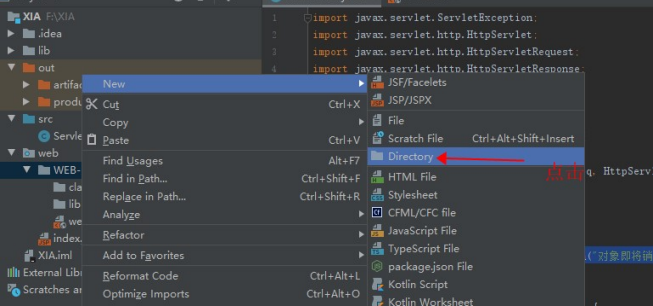 XIA F:\XIA
.idea
lib
out
artifac
produ
src
Servle
web
WEB-
cla
lib
we
index.
XIA.iml
External Libr
Scratches a
1 import javax.servlet.ServletException;
2 import javax.servlet.http.HttpServlet;
3 import javax.servlet.http.HttpServletRequest;
4 import javax.servlet.http.HttpServletResponse
New
Cut Ctrl+X
Copy
Paste Ctrl+V
Find Usages Alt+F7
Find in Path... Ctrl+Shift+F
Replace in Path... Ctrl+Shift+R
Analyze
Refactor
Add to Favorites
Reformat Code Ctrl+Alt+L
Optimize Imports Ctrl+Alt+O
JSF/Facelets
JSP/JSPX
File
Scratch File Ctrl+Alt+Shift+Insert
Directory
HTML File
Stylesheet
CFML/CFC file
JavaScript File
TypeScript File
package.json File
Kotlin Script
Kotlin Worksheet
点击
q, HttpServl
("对象即将销